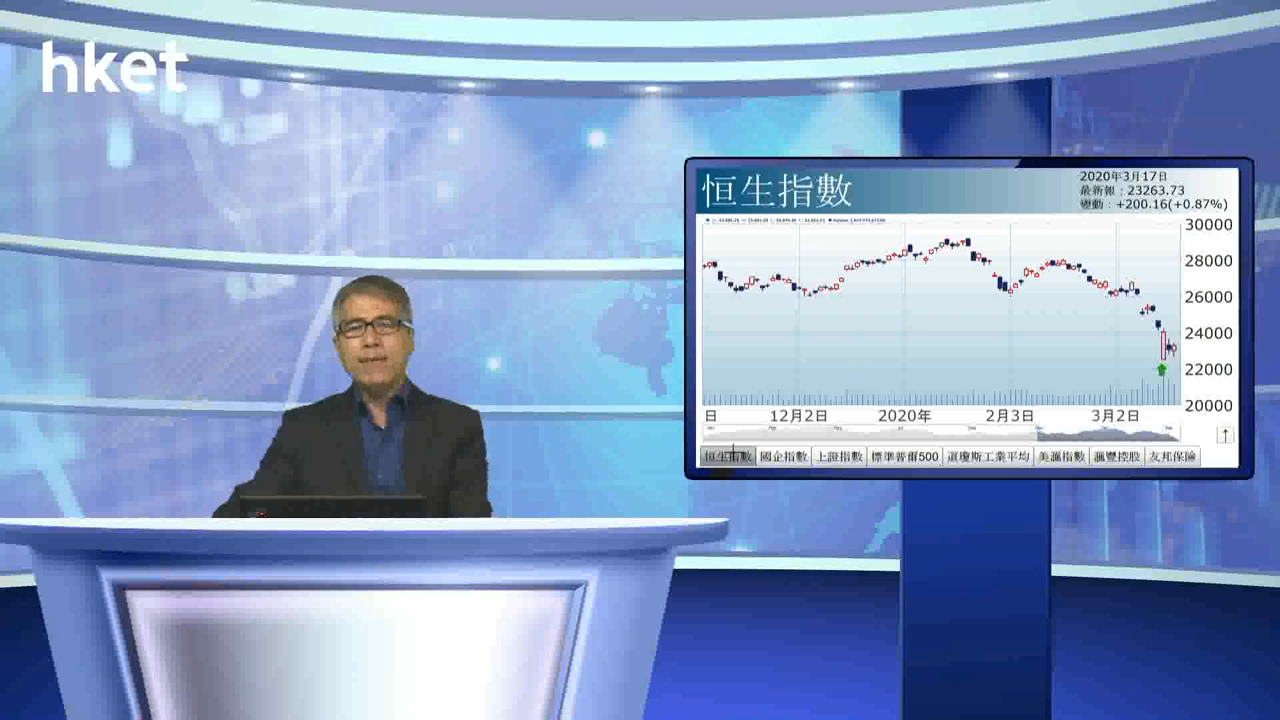 hket
恒生指數
2020年3月17日
最新報：23263.73
變動：+200.16(+0.87%)
30000
28000
26000
24000
22000
20000
日 12月2日 2020年 2月3日 3月2日
恒生指數 國企指數 上證指數 標準普爾500 道瓊斯工業平均 美滙指數 滙豐控股 友邦保險